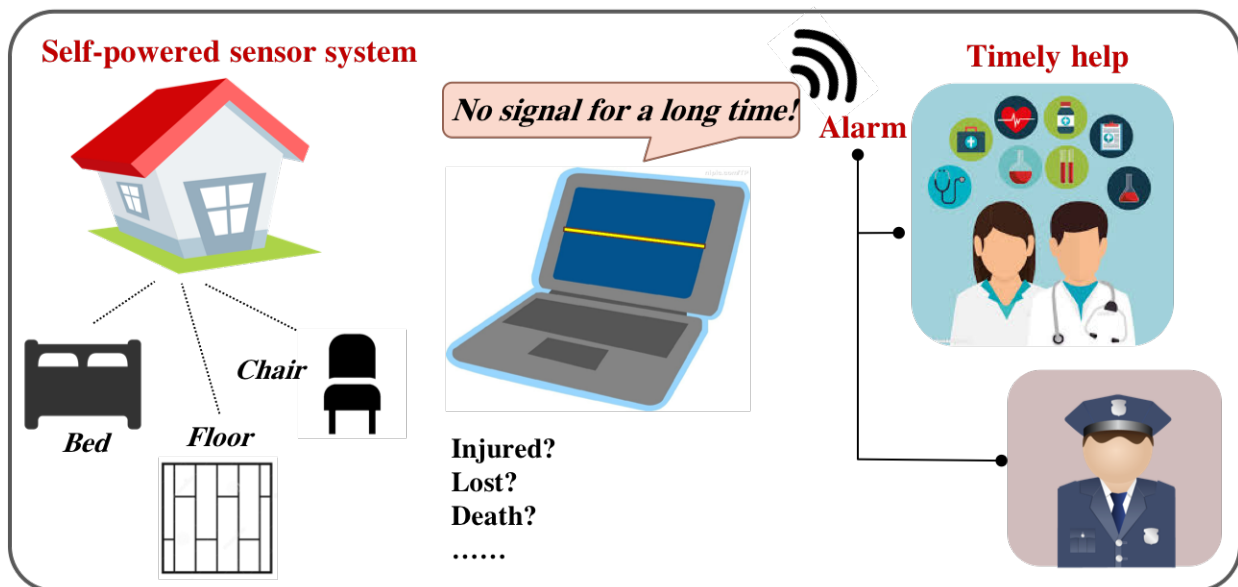 Self-powered sensor system
Bed
Floor
Chair
No signal for a long time!
Injured?
Lost?
Death?
......
Alarm
Timely help